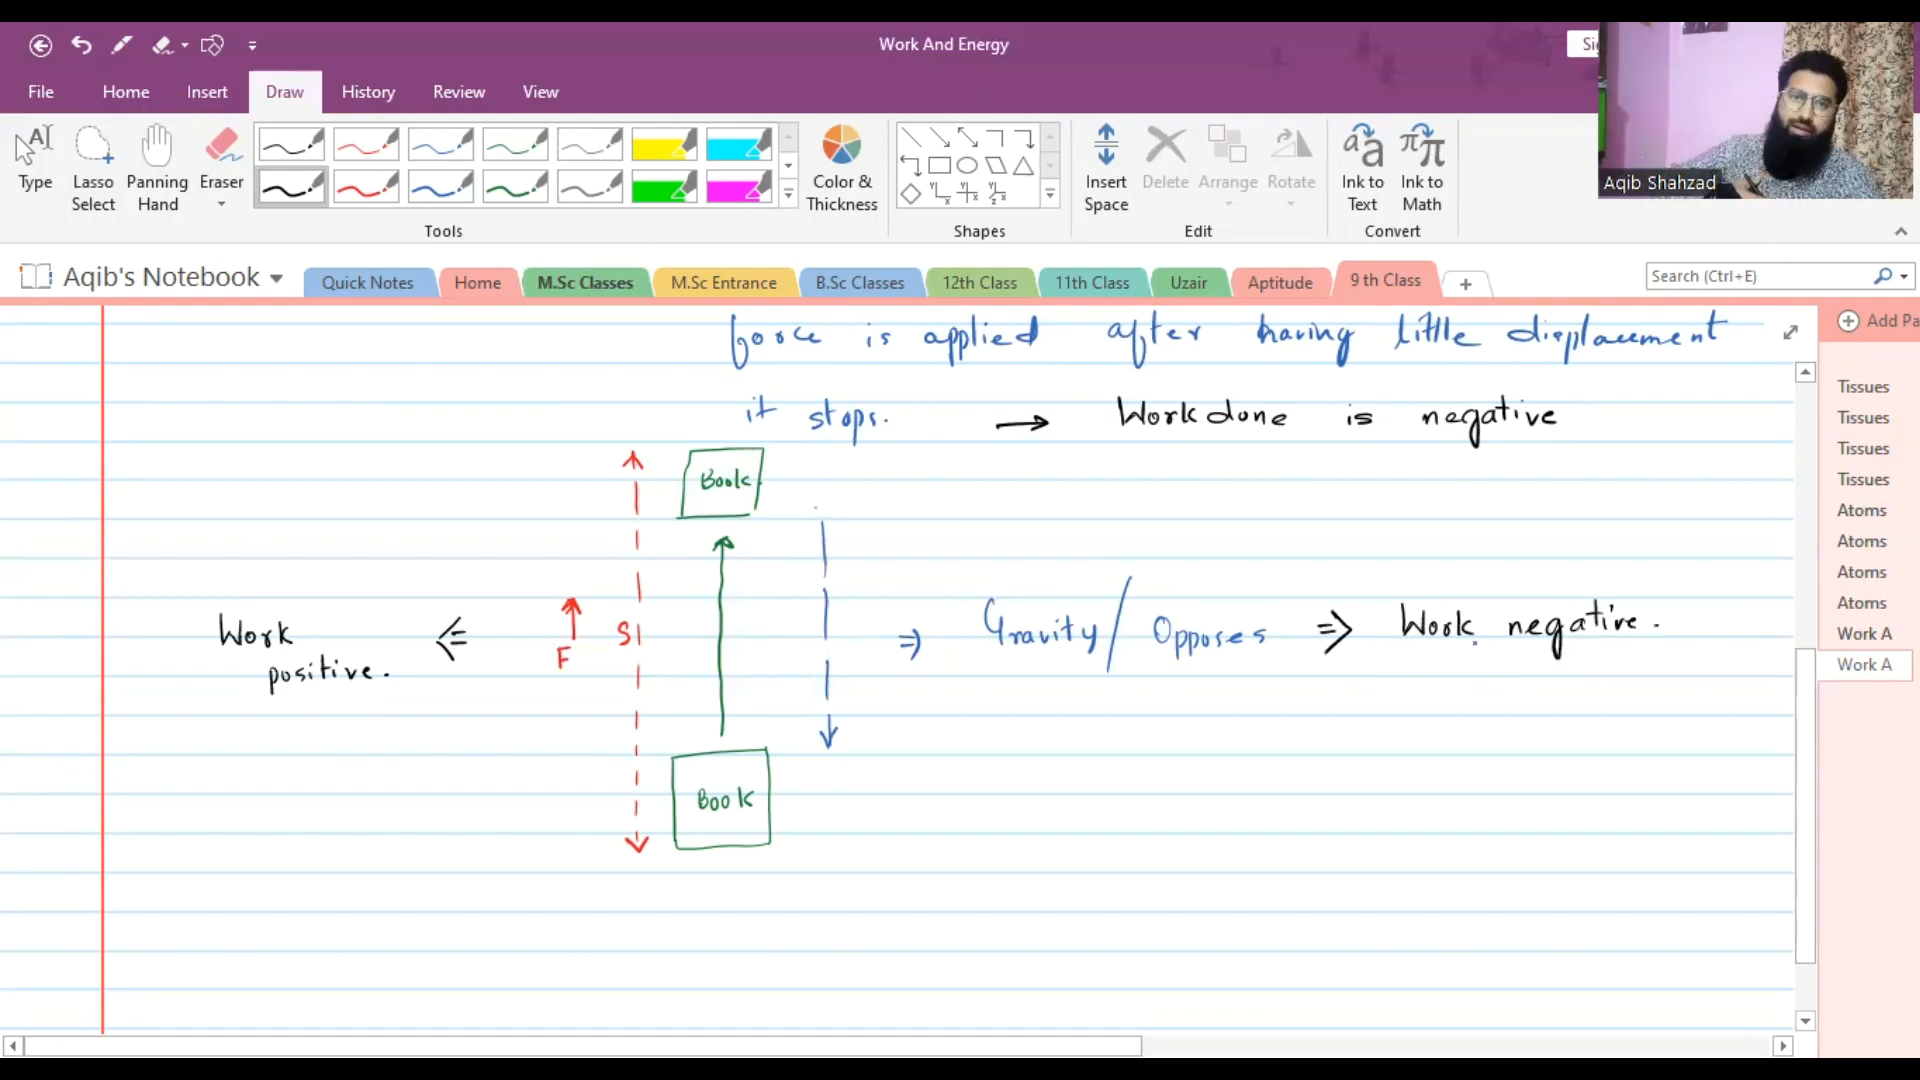 Work And Energy
File Home Insert Draw History Review View
Aqib Shahzad
Type
Lasso Select
Panning Hand
Eraser
Color & Thickness
Insert Space
Delete
Arrange
Rotate
Ink to Text
Ink to Math
Tools
Shapes
Edit
Convert
Aqib's Notebook
Quick Notes Home M.Sc Classes M.Sc Entrance B.Sc Classes 12th Class 11th Class Uzair Aptitude 9 th Class
Search (Ctrl+E)
Add Pa
Tissues
Tissues
Tissues
Tissues
Atoms
Atoms
Atoms
Atoms
Work A
Work A
force is applied after having little displacement
it stops. → Work done is negative
Book
Work positive. ⇐ F S ⇒ Gravity/ Opposes ⇒ Work negative.
Book